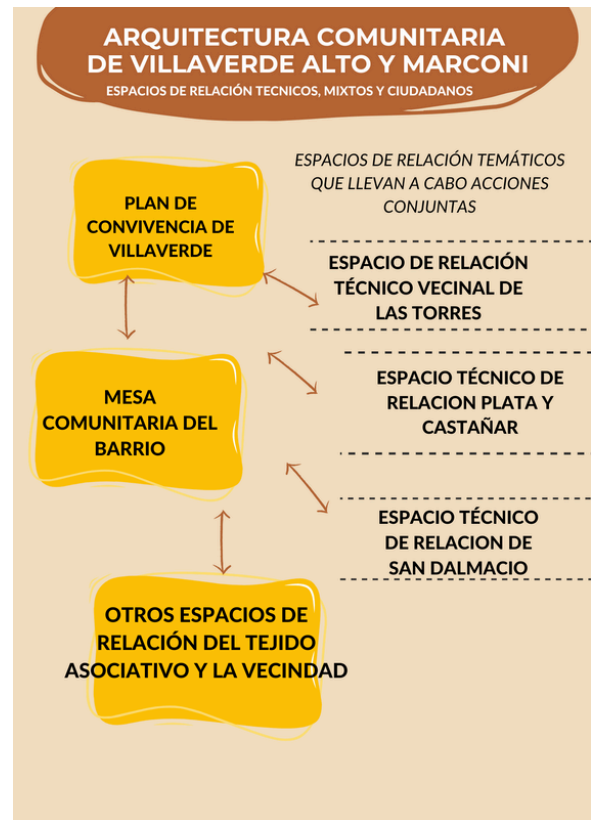 ARQUITECTURA COMUNITARIA
DE VILLAVERDE ALTO Y MARCONI
ESPACIOS DE RELACIÓN TECNICOS, MIXTOS Y CIUDADANOS
ESPACIOS DE RELACIÓN TEMÁTICOS
QUE LLEVAN A CABO ACCIONES
CONJUNTAS
PLAN DE
CONVIVENCIA DE
VILLAVERDE
ESPACIO DE RELACIÓN
TÉCNICO VECINAL DE
LAS TORRES
MESA
COMUNITARIA DEL
BARRIO
ESPACIO TÉCNICO DE
RELACION PLATA Y
CASTAÑAR
ESPACIO TÉCNICO
DE RELACION DE
SAN DALMACIO
OTROS ESPACIOS DE
RELACIÓN DEL TEJIDO
ASOCIATIVO Y LA VECINDAD